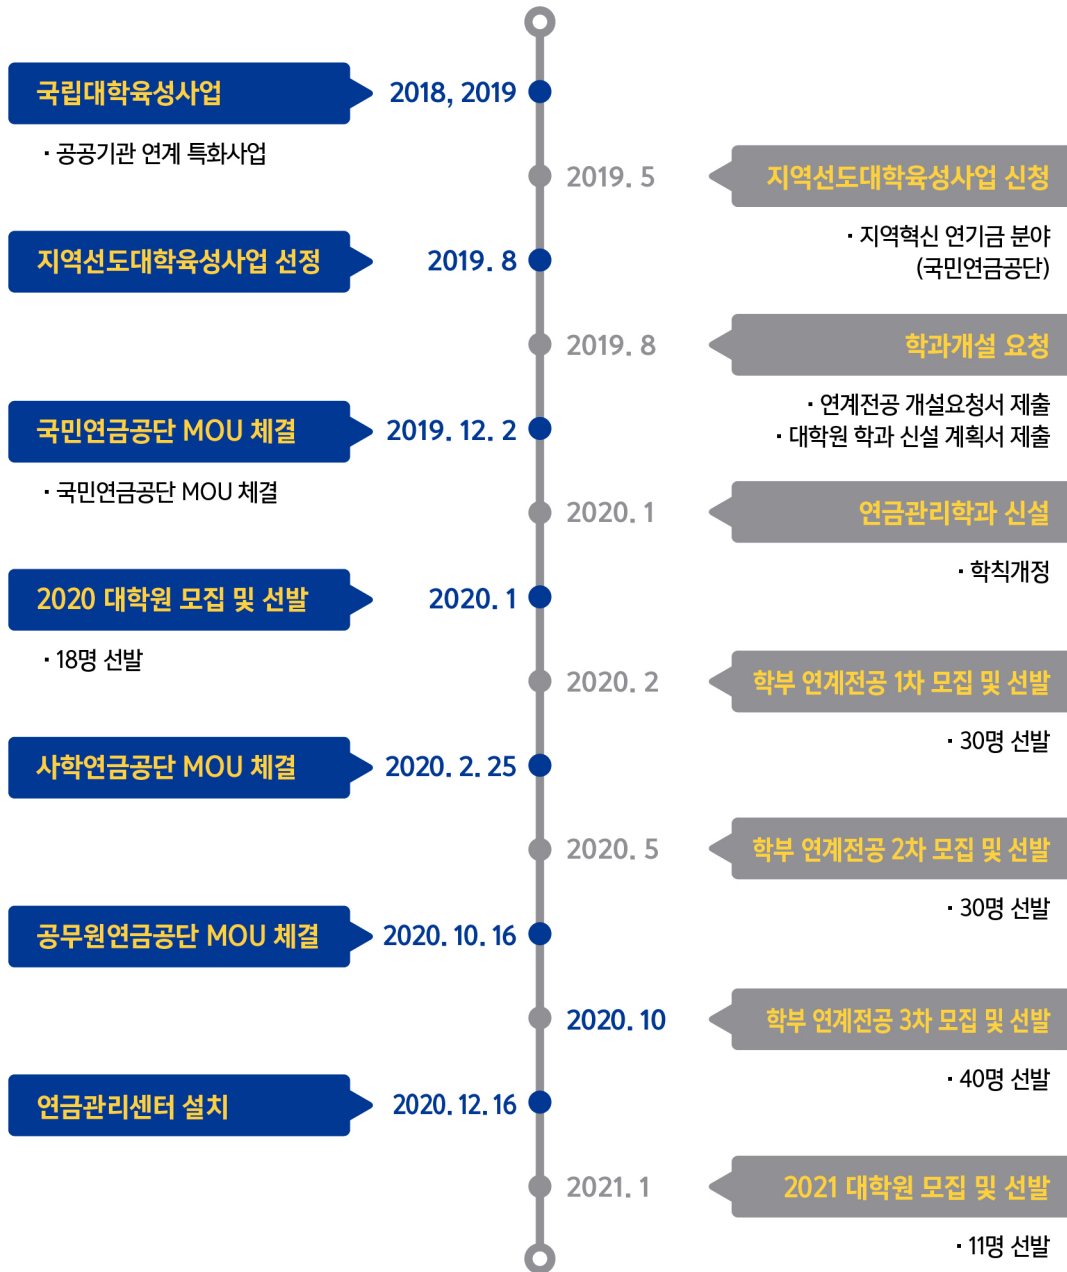 국립대학육성사업
2018, 2019
· 공공기관 연계 특화사업
2019. 5
지역선도대학육성사업 신청
· 지역혁신 연기금 분야
(국민연금공단)
지역선도대학육성사업 선정
2019. 8
2019. 8
학과개설 요청
· 연계전공 개설요청서 제출
· 대학원 학과 신설 계획서 제출
국민연금공단 MOU 체결
2019. 12. 2
· 국민연금공단 MOU 체결
2020. 1
연금관리학과 신설
· 학칙개정
2020 대학원 모집 및 선발
2020. 1
· 18명 선발
2020. 2
학부 연계전공 1차 모집 및 선발
· 30명 선발
사학연금공단 MOU 체결
2020. 2. 25
2020. 5
학부 연계전공 2차 모집 및 선발
· 30명 선발
공무원연금공단 MOU 체결
2020. 10. 16
2020. 10
학부 연계전공 3차 모집 및 선발
· 40명 선발
연금관리센터 설치
2020. 12. 16
2021. 1
2021 대학원 모집 및 선발
· 11명 선발